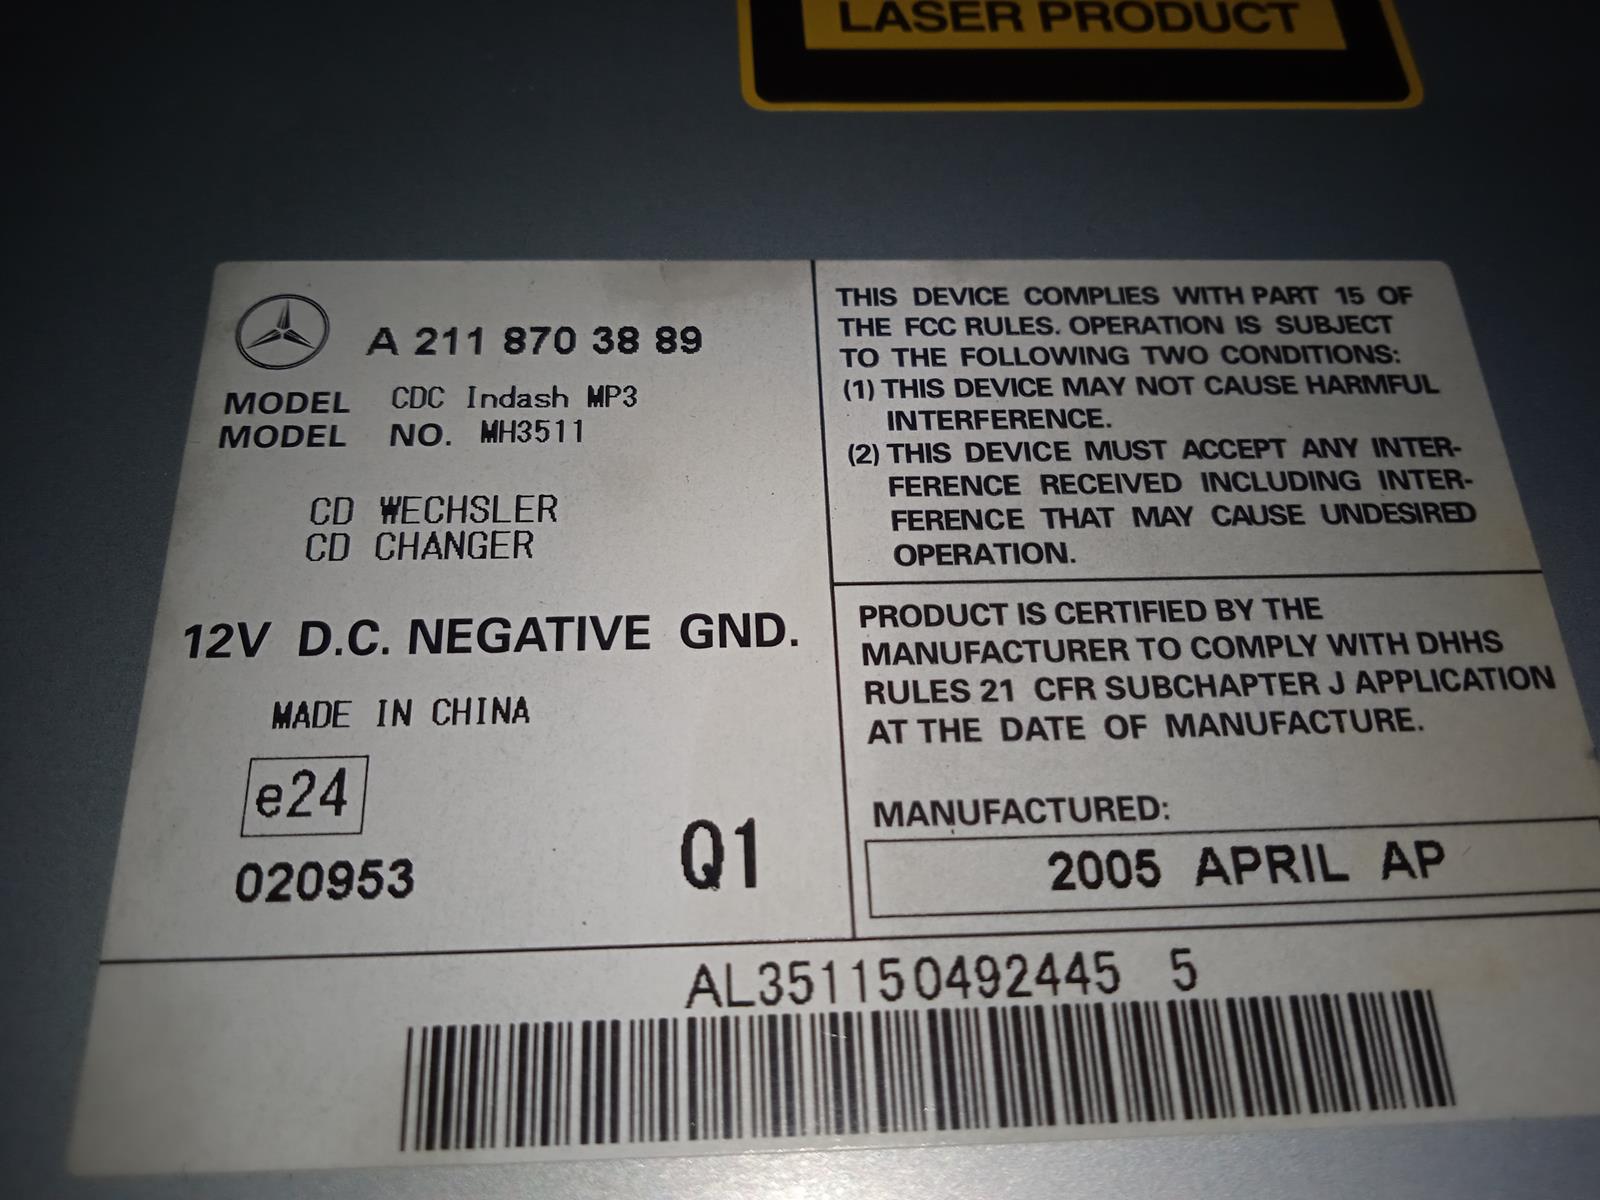 LASER PRODUCT
A 211 870 38 89
MODEL CDC Indash MP3
MODEL NO. MH3511
CD WECHSLER
CD CHANGER
12V D.C. NEGATIVE GND.
MADE IN CHINA
e24
020953
Q1
THIS DEVICE COMPLIES WITH PART 15 OF
THE FCC RULES. OPERATION IS SUBJECT
TO THE FOLLOWING TWO CONDITIONS:
(1) THIS DEVICE MAY NOT CAUSE HARMFUL
INTERFERENCE.
(2) THIS DEVICE MUST ACCEPT ANY INTER-
FERENCE RECEIVED INCLUDING INTER-
FERENCE THAT MAY CAUSE UNDESIRED
OPERATION.
PRODUCT IS CERTIFIED BY THE
MANUFACTURER TO COMPLY WITH DHHS
RULES 21 CFR SUBCHAPTER J APPLICATION
AT THE DATE OF MANUFACTURE.
MANUFACTURED:
2005 APRIL AP
AL351150492445 5